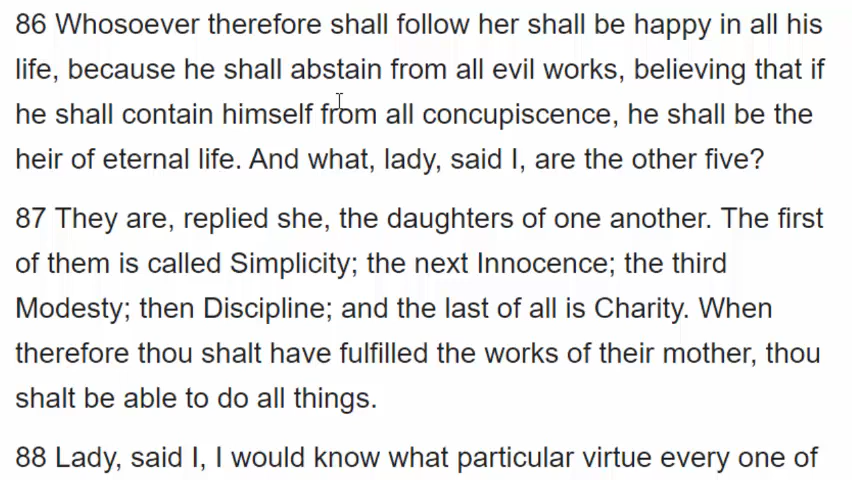 86 Whosoever therefore shall follow her shall be happy in all his
life, because he shall abstain from all evil works, believing that if
he shall contain himself from all concupiscence, he shall be the
heir of eternal life. And what, lady, said I, are the other five?
87 They are, replied she, the daughters of one another. The first
of them is called Simplicity; the next Innocence; the third
Modesty; then Discipline; and the last of all is Charity. When
therefore thou shalt have fulfilled the works of their mother, thou
shalt be able to do all things.
88 Lady, said I, I would know what particular virtue every one of